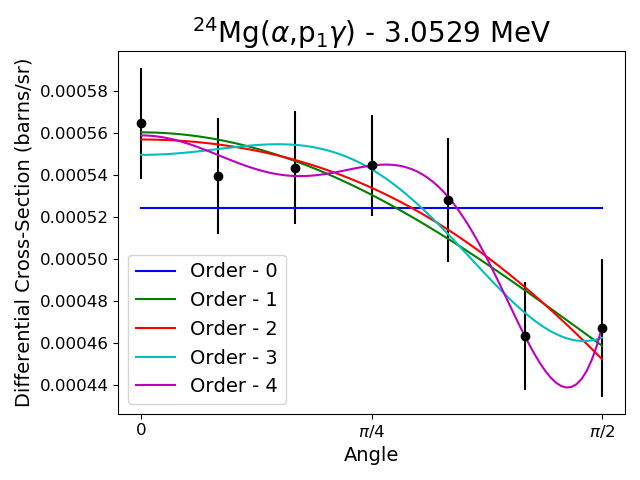 ²⁴Mg(α,p₁γ) - 3.0529 MeV
Differential Cross-Section (barns/sr)
0.00058
0.00056
0.00054
0.00052
0.00050
0.00048
0.00046
0.00044
Order - 0
Order - 1
Order - 2
Order - 3
Order - 4
0 π/4 π/2
Angle